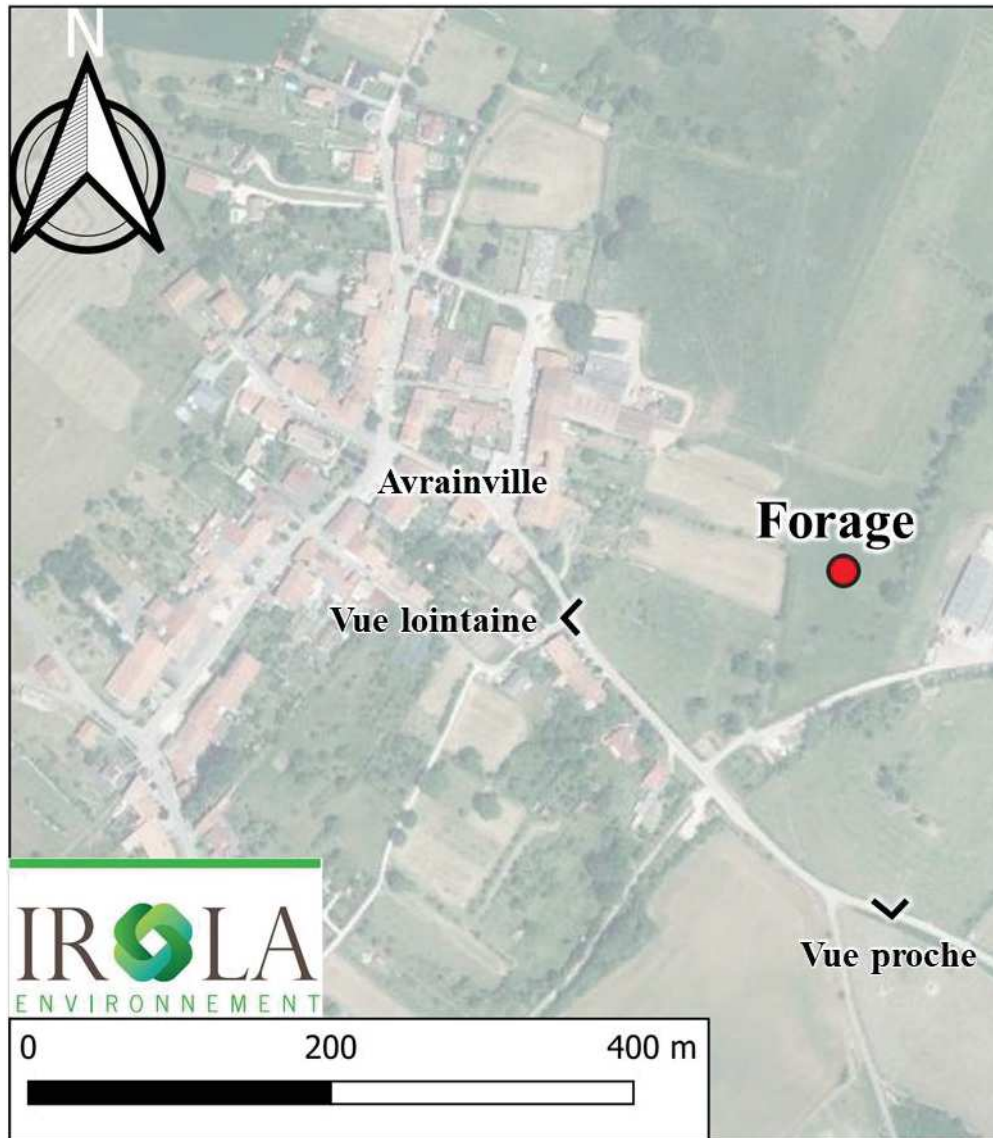 N
Avrainville
Forage
Vue lointaine
Vue proche
IROLA
ENVIRONNEMENT
0 200 400 m